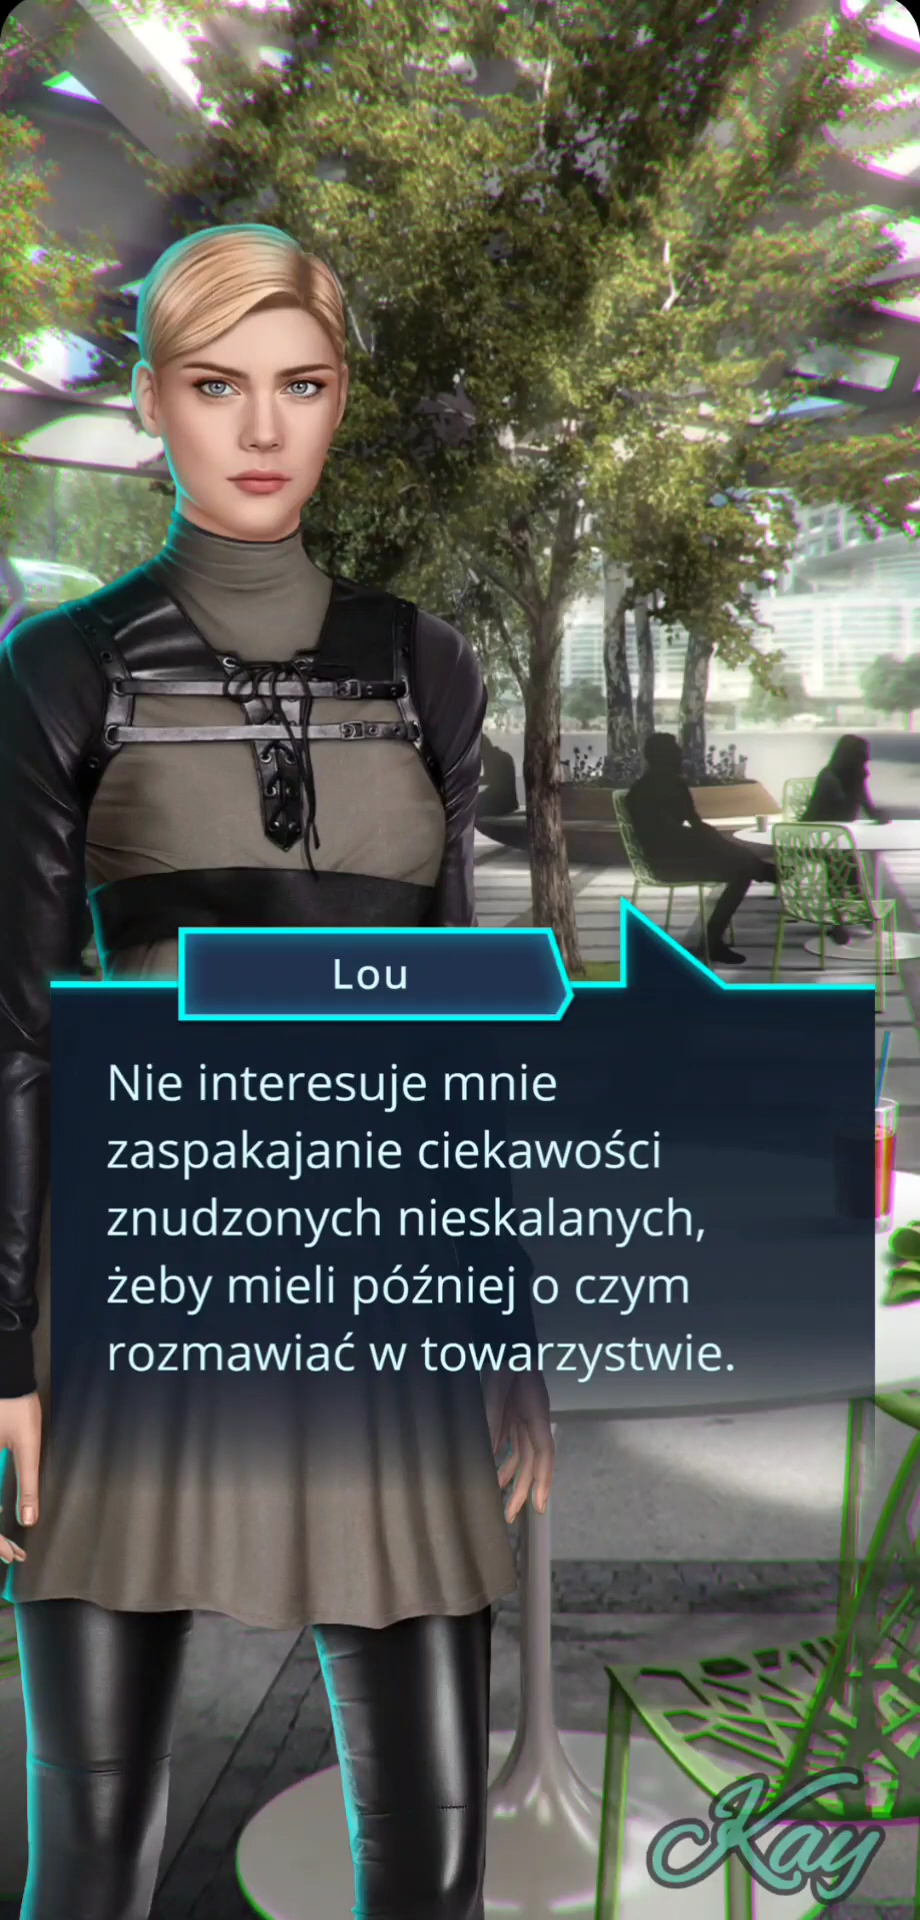 Lou
Nie interesuje mnie
zaspakajanie ciekawości
znudzonych nieskalanych,
żeby mieli później o czym
rozmawiać w towarzystwie.
Kay